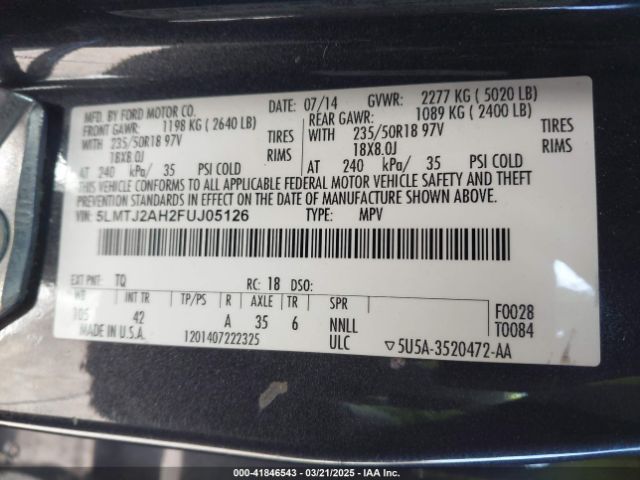 MFD. BY FORD MOTOR CO.
DATE: 07/14 GVWR: 2277 KG ( 5020 LB)
FRONT GAWR: 1198 KG ( 2640 LB)
REAR GAWR: 1089 KG ( 2400 LB)
WITH 235/50R18 97V TIRES
WITH 235/50R18 97V TIRES
18X8.0J RIMS
18X8.0J RIMS
AT 240 kPa/ 35 PSI COLD
AT 240 kPa/ 35 PSI COLD
THIS VEHICLE CONFORMS TO ALL APPLICABLE FEDERAL MOTOR VEHICLE SAFETY AND THEFT
PREVENTION STANDARDS IN EFFECT ON THE DATE OF MANUFACTURE SHOWN ABOVE.
VIN: 5LMTJ2AH2FUJ05126 TYPE: MPV
EXT PNT: TQ RC: 18 DSO:
WB INT TR TP/PS R AXLE TR SPR
105 42 A 35 6 NNLL F0028
ULC T0084
MADE IN U.S.A. 1201407222325
▽5U5A-3520472-AA
000-41846543 - 03/21/2025 - IAA Inc.